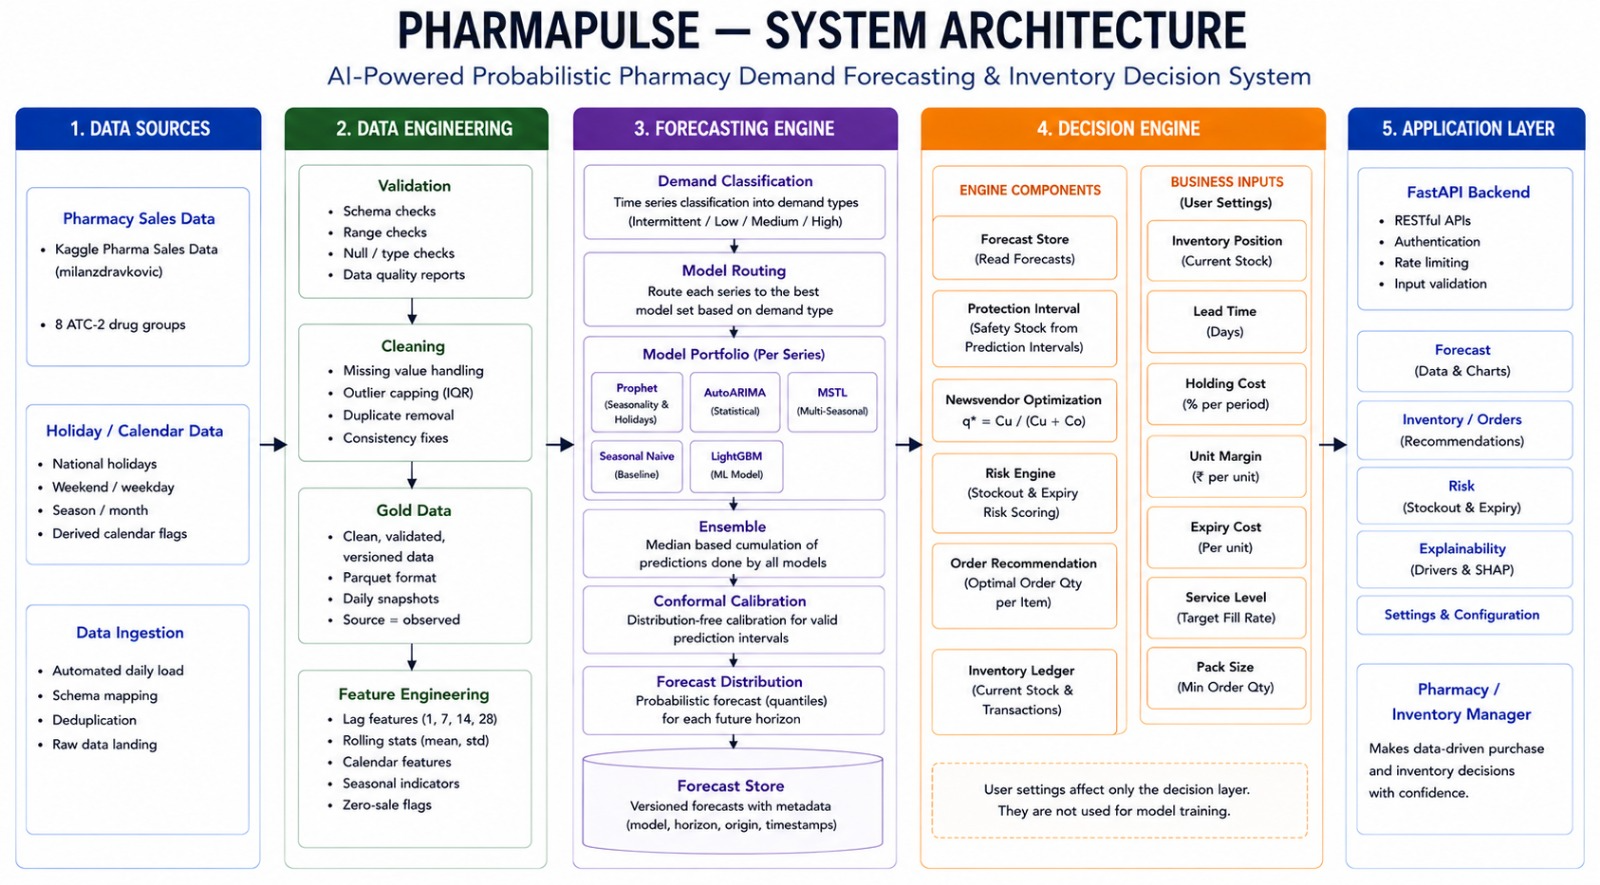 PHARMAPULSE — SYSTEM ARCHITECTURE
AI-Powered Probabilistic Pharmacy Demand Forecasting & Inventory Decision System
1. DATA SOURCES
Pharmacy Sales Data
• Kaggle Pharma Sales Data
(milanzdravkovic)
• 8 ATC-2 drug groups
Holiday / Calendar Data
• National holidays
• Weekend / weekday
• Season / month
• Derived calendar flags
Data Ingestion
• Automated daily load
• Schema mapping
• Deduplication
• Raw data landing
2. DATA ENGINEERING
Validation
• Schema checks
• Range checks
• Null / type checks
• Data quality reports
Cleaning
• Missing value handling
• Outlier capping (IQR)
• Duplicate removal
• Consistency fixes
Gold Data
• Clean, validated,
versioned data
• Parquet format
• Daily snapshots
• Source = observed
Feature Engineering
• Lag features (1, 7, 14, 28)
• Rolling stats (mean, std)
• Calendar features
• Seasonal indicators
• Zero-sale flags
3. FORECASTING ENGINE
Demand Classification
Time series classification into demand types
(Intermittent / Low / Medium / High)
Model Routing
Route each series to the best
model set based on demand type
Model Portfolio (Per Series)
Prophet
(Seasonality &
Holidays)
AutoARIMA
(Statistical)
MSTL
(Multi-Seasonal)
Seasonal Naive
(Baseline)
LightGBM
(ML Model)
Ensemble
Median based cumulation of
predictions done by all models
Conformal Calibration
Distribution-free calibration for valid
prediction intervals
Forecast Distribution
Probabilistic forecast (quantiles)
for each future horizon
Forecast Store
Versioned forecasts with metadata
(model, horizon, origin, timestamps)
4. DECISION ENGINE
ENGINE COMPONENTS
Forecast Store
(Read Forecasts)
Protection Interval
(Safety Stock from
Prediction Intervals)
Newsvendor Optimization
q* = Cu / (Cu + Co)
Risk Engine
(Stockout & Expiry
Risk Scoring)
Order Recommendation
(Optimal Order Qty
per Item)
Inventory Ledger
(Current Stock &
Transactions)
BUSINESS INPUTS
(User Settings)
Inventory Position
(Current Stock)
Lead Time
(Days)
Holding Cost
(% per period)
Unit Margin
(₹ per unit)
Expiry Cost
(Per unit)
Service Level
(Target Fill Rate)
Pack Size
(Min Order Qty)
User settings affect only the decision layer.
They are not used for model training.
5. APPLICATION LAYER
FastAPI Backend
• RESTful APIs
• Authentication
• Rate limiting
• Input validation
Forecast
(Data & Charts)
Inventory / Orders
(Recommendations)
Risk
(Stockout & Expiry)
Explainability
(Drivers & SHAP)
Settings & Configuration
Pharmacy /
Inventory Manager
Makes data-driven purchase
and inventory decisions
with confidence.